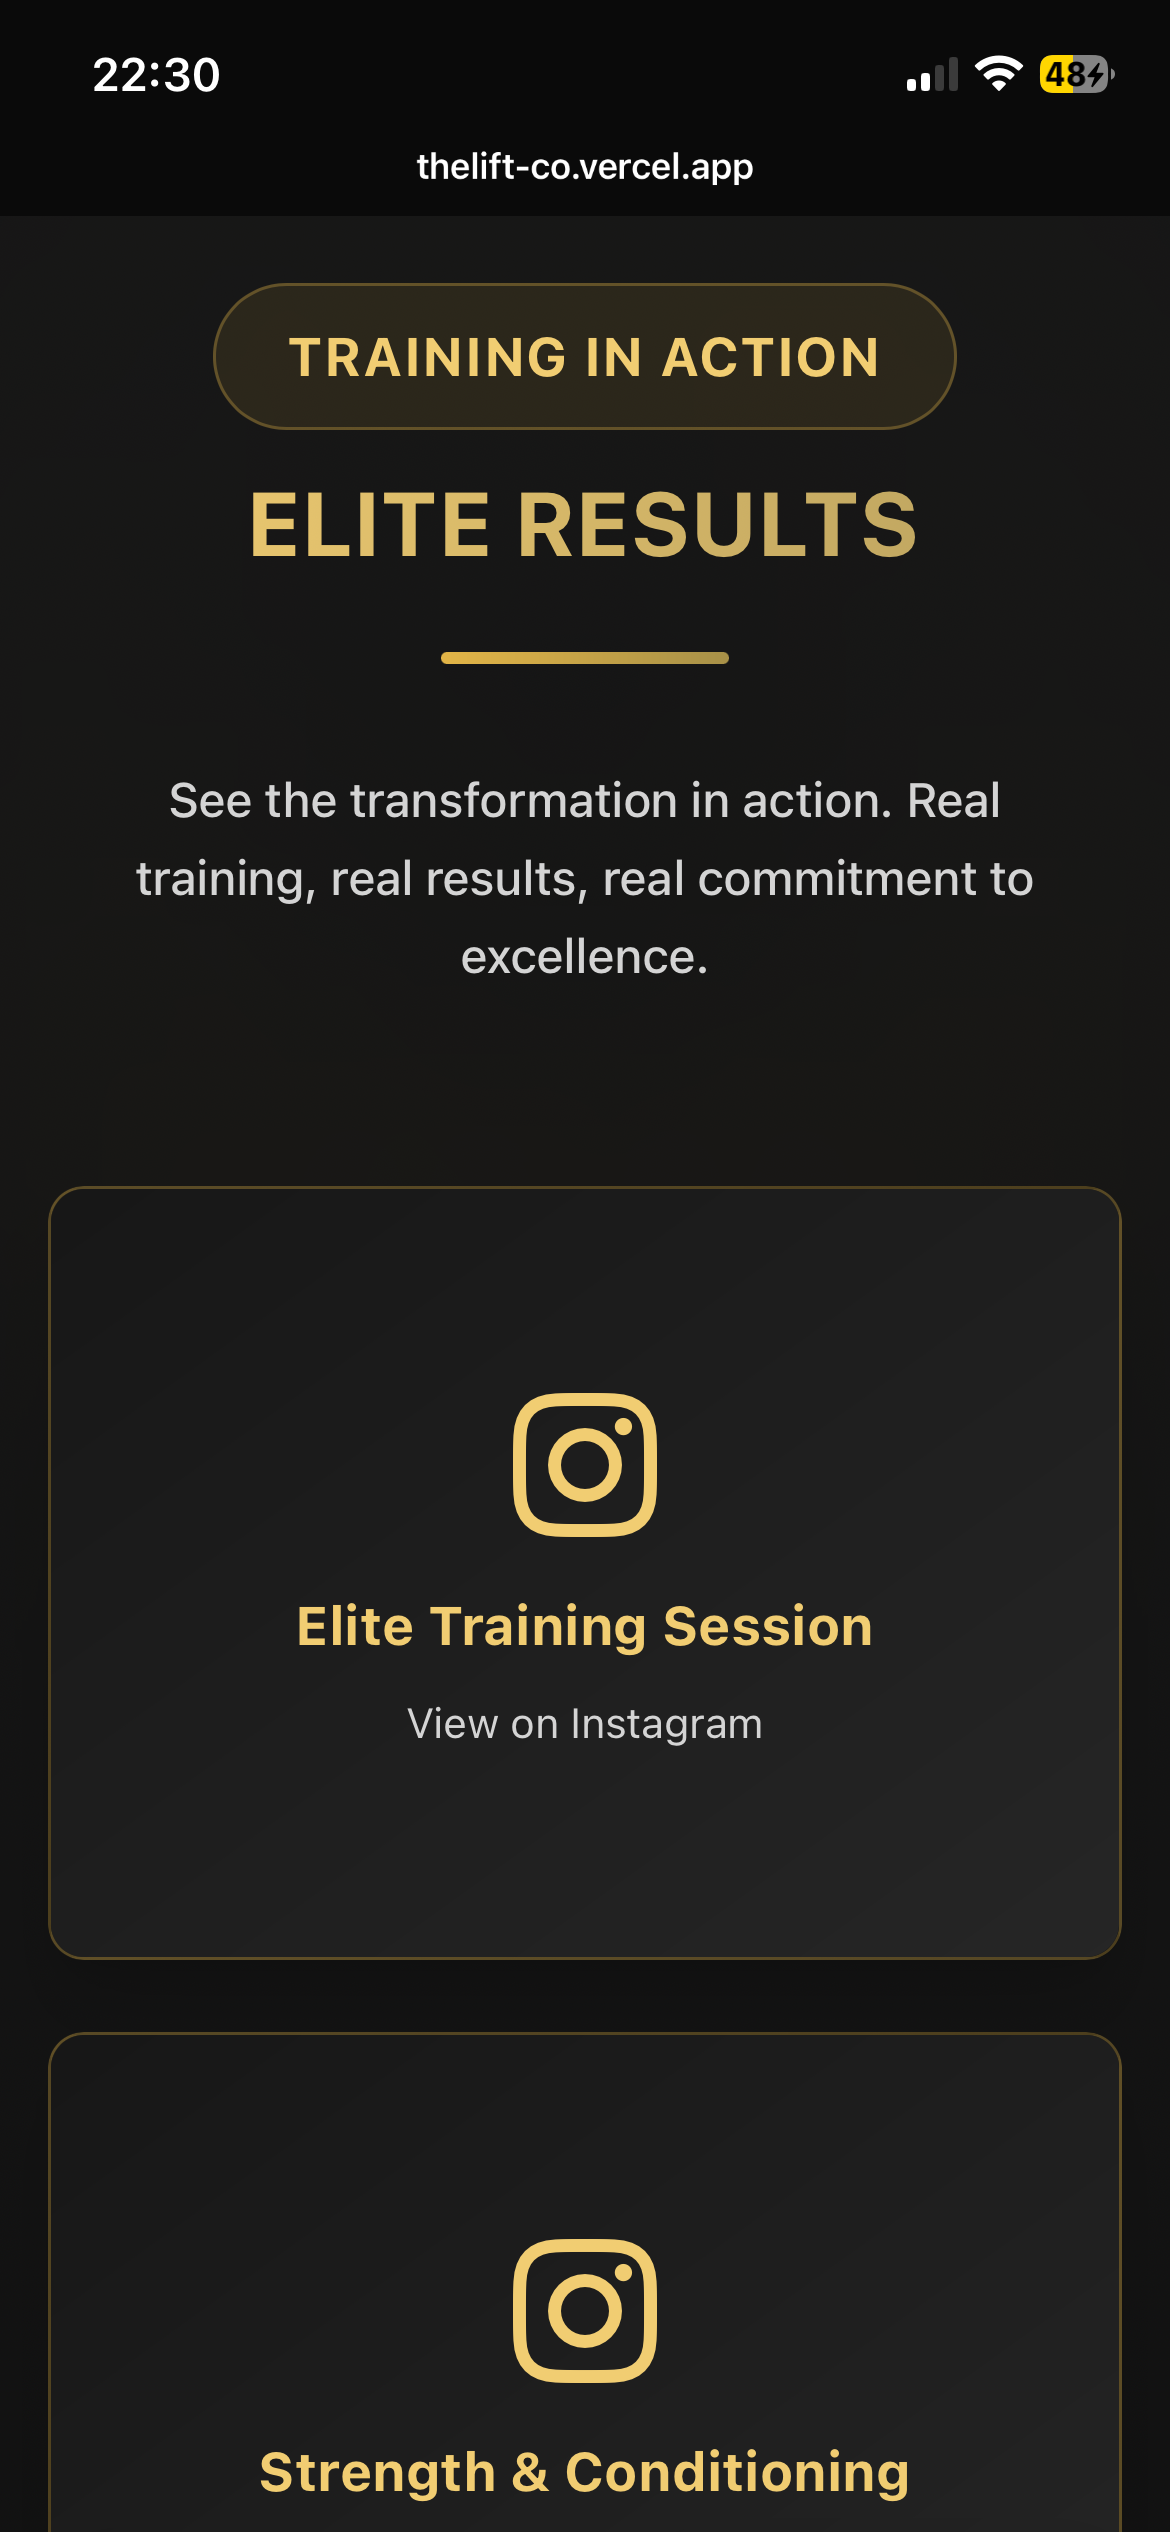 22:30
48
thelift-co.vercel.app
TRAINING IN ACTION
ELITE RESULTS
See the transformation in action. Real
training, real results, real commitment to
excellence.
Elite Training Session
View on Instagram
Strength & Conditioning